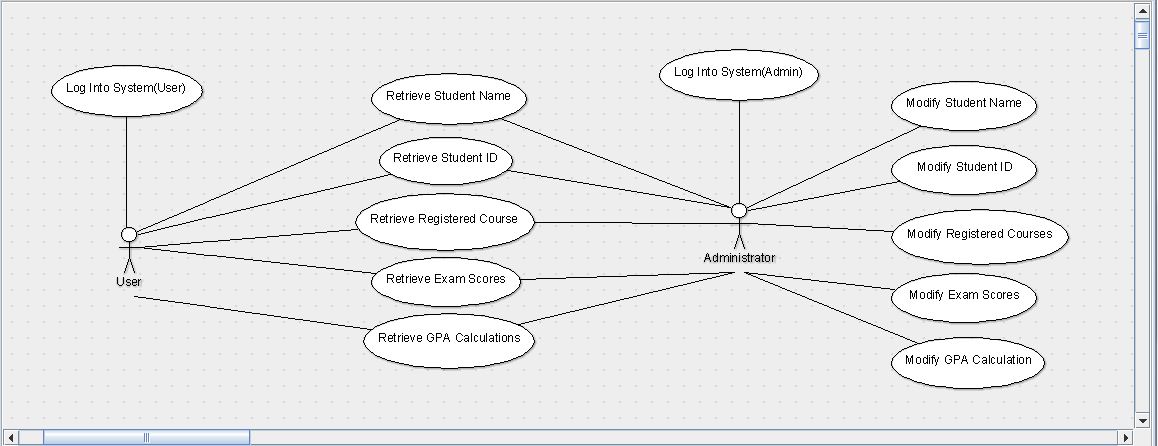 Log Into System(User)
Retrieve Student Name
Retrieve Student ID
Retrieve Registered Course
Retrieve Exam Scores
Retrieve GPA Calculations
User
Log Into System(Admin)
Administrator
Modify Student Name
Modify Student ID
Modify Registered Courses
Modify Exam Scores
Modify GPA Calculation